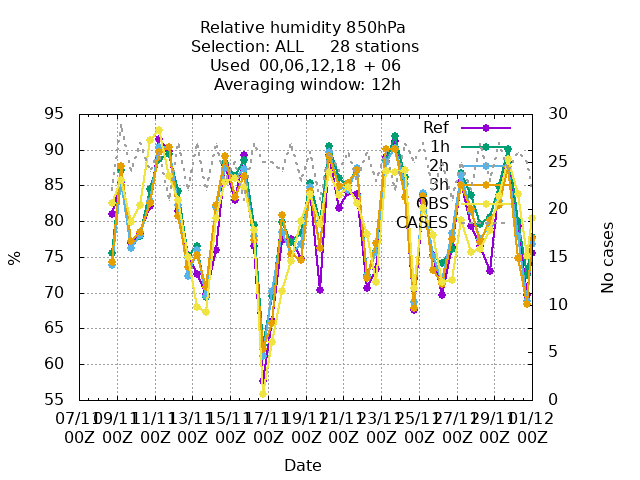 Relative humidity 850hPa
Selection: ALL 28 stations
Used 00,06,12,18 + 06
Averaging window: 12h
95 30
90 25
85 20
80 15
75 10
70 5
65 0
60
55
Ref
1h
2h
3h
OBS
CASES
%
No cases
07/11 09/11 11/11 13/11 15/11 17/11 19/11 21/11 23/11 25/11 27/11 29/11 01/12
00Z 00Z 00Z 00Z 00Z 00Z 00Z 00Z 00Z 00Z 00Z 00Z 00Z
Date